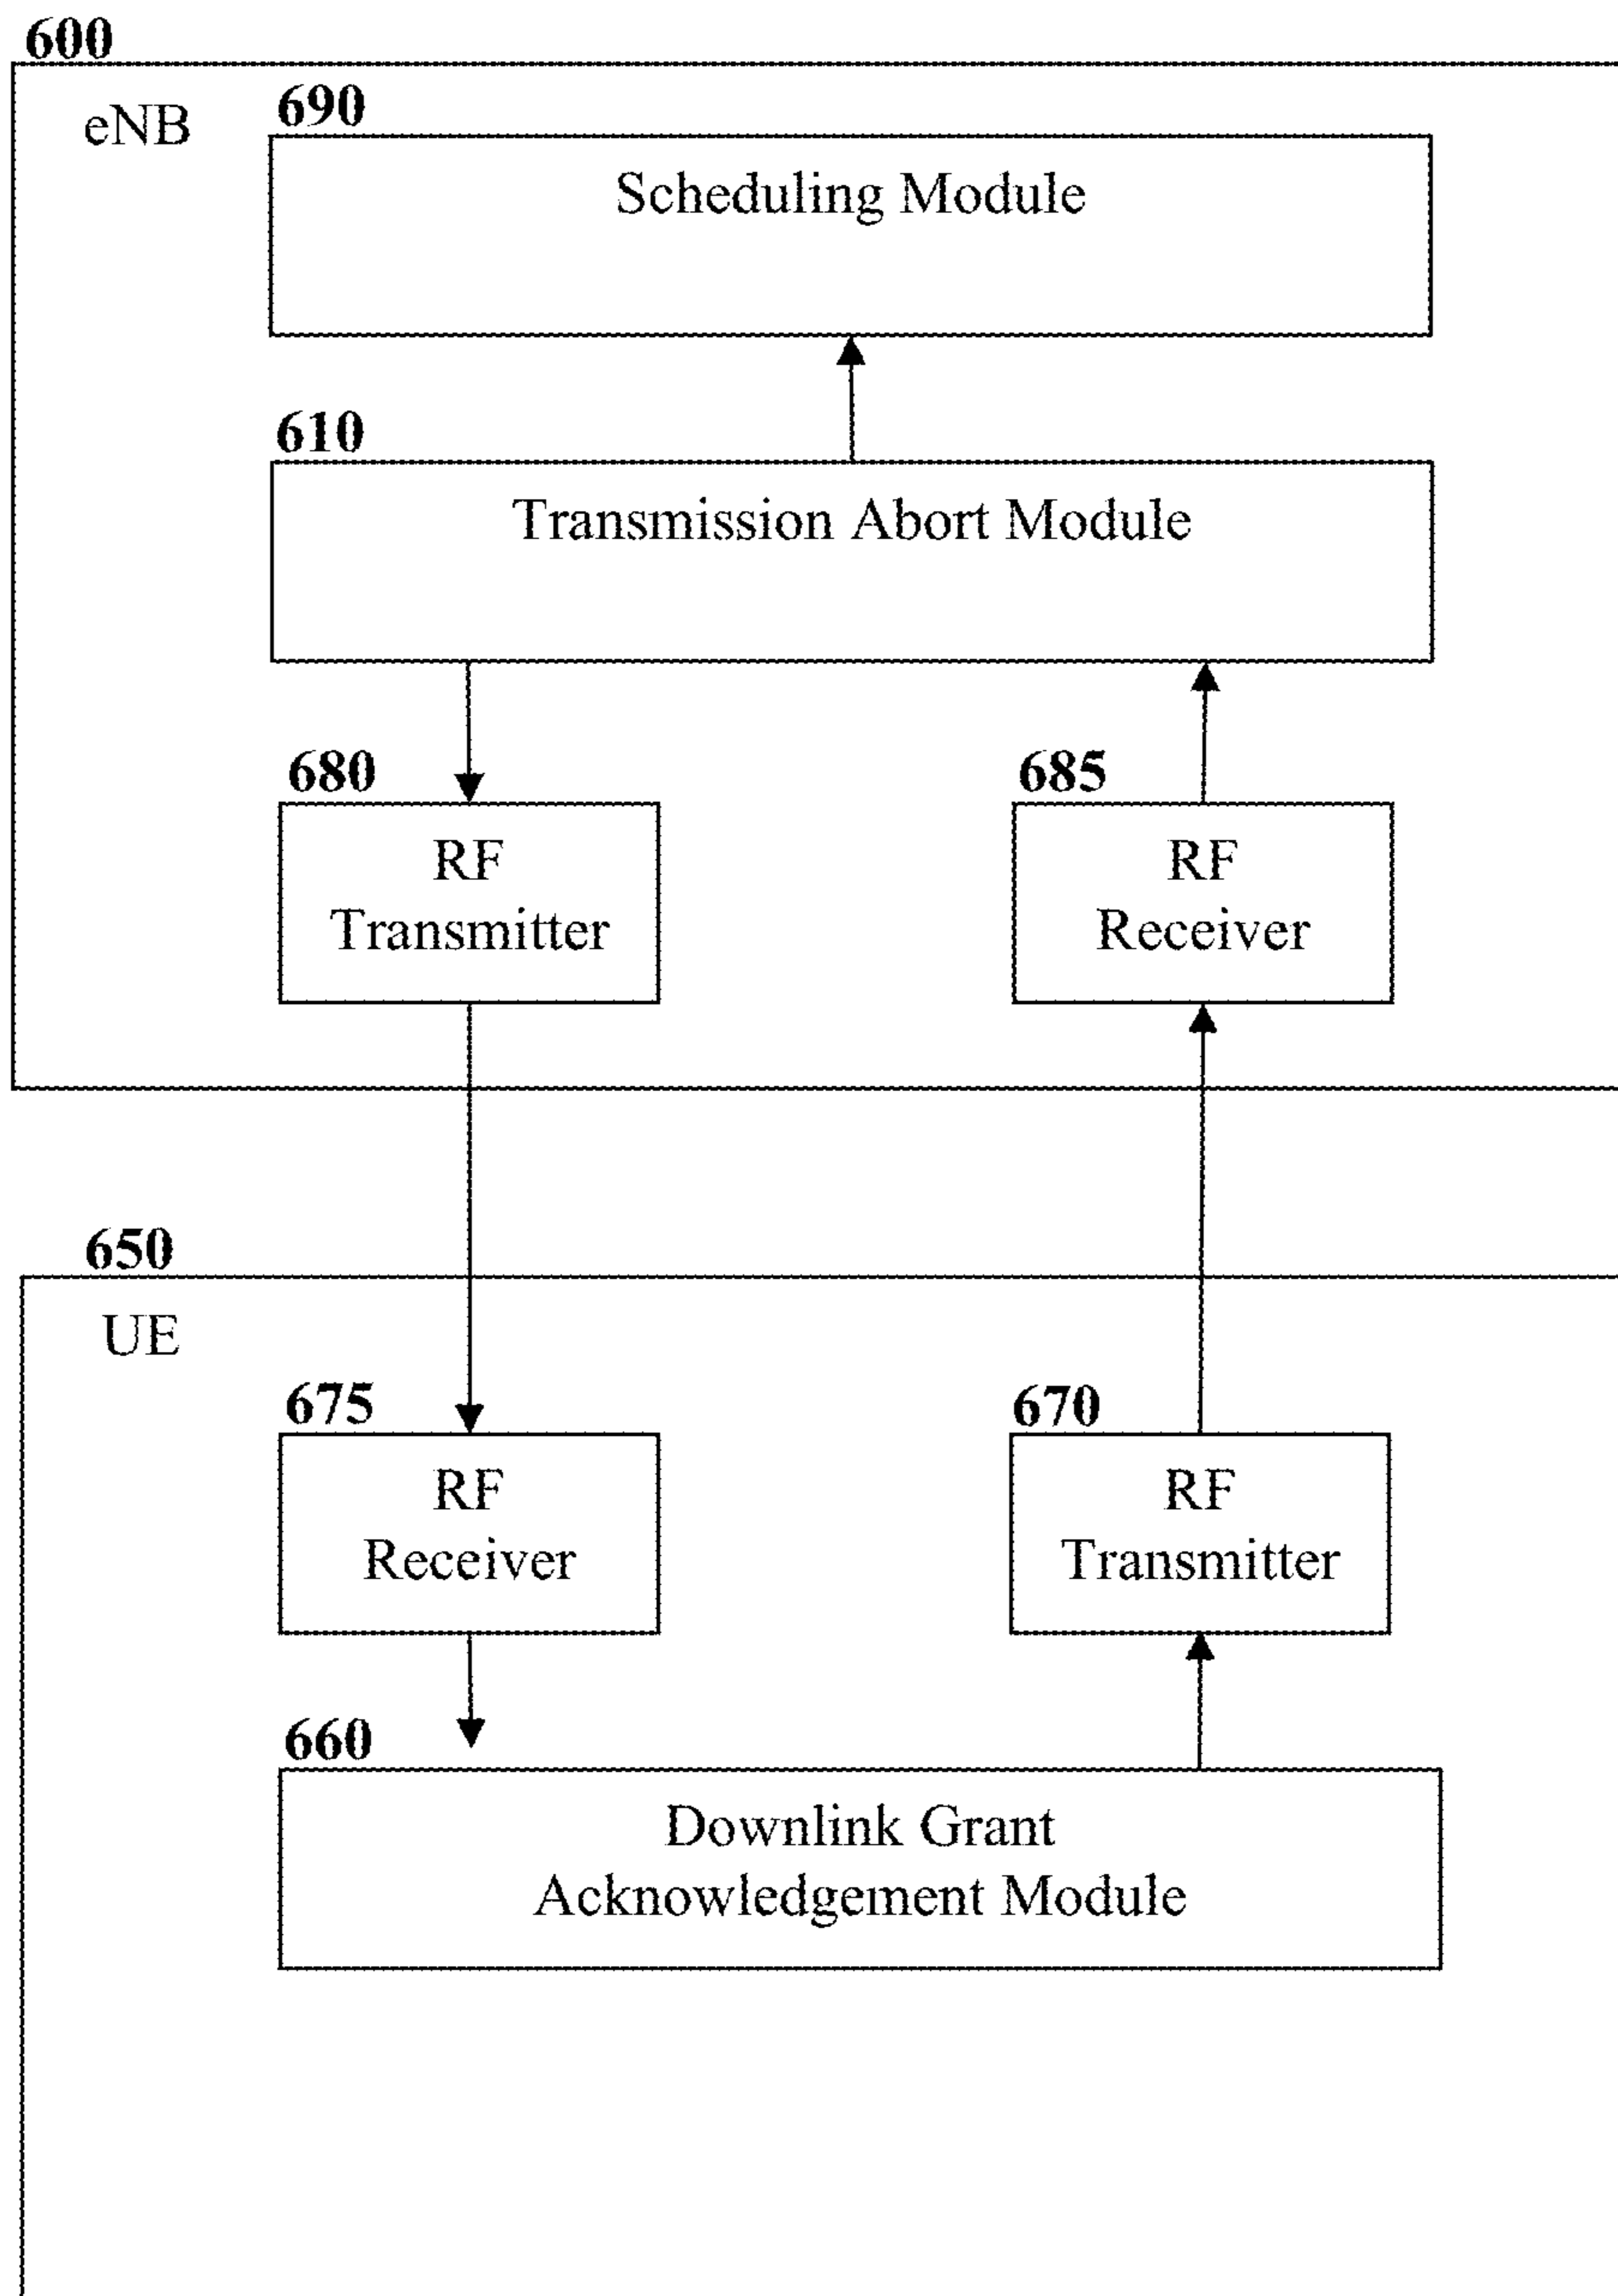 600
eNB
690
Scheduling Module
610
Transmission Abort Module
680
685
RF
Transmitter
RF
Receiver
650
UE
675
670
RF
Receiver
RF
Transmitter
660
Downlink Grant
Acknowledgement Module